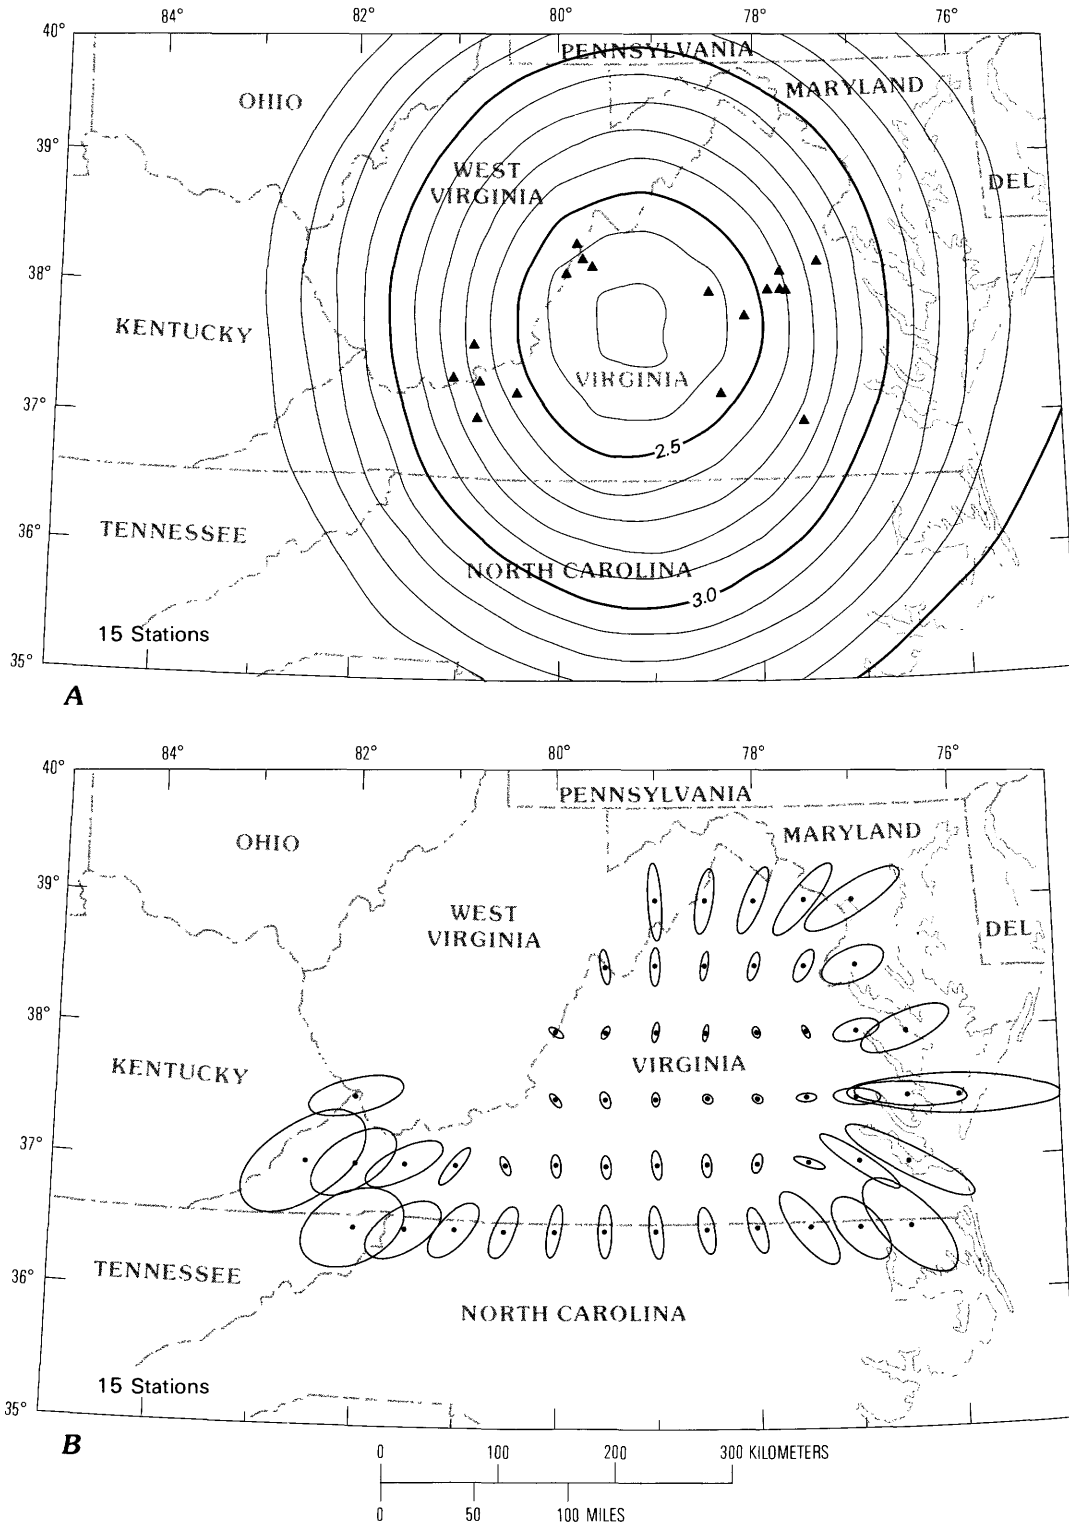 84° 82° 80° 78° 76°
40°
PENNSYLVANIA
OHIO
MARYLAND
39°
WEST
VIRGINIA
DEL
38°
KENTUCKY
VIRGINIA
37°
2.5
36°
TENNESSEE
NORTH CAROLINA
3.0
15 Stations
35°
A
84° 82° 80° 78° 76°
40°
PENNSYLVANIA
OHIO
MARYLAND
39°
WEST
VIRGINIA
DEL
38°
KENTUCKY
VIRGINIA
37°
36°
TENNESSEE
NORTH CAROLINA
15 Stations
35°
B
0 100 200 300 KILOMETERS
0 50 100 MILES